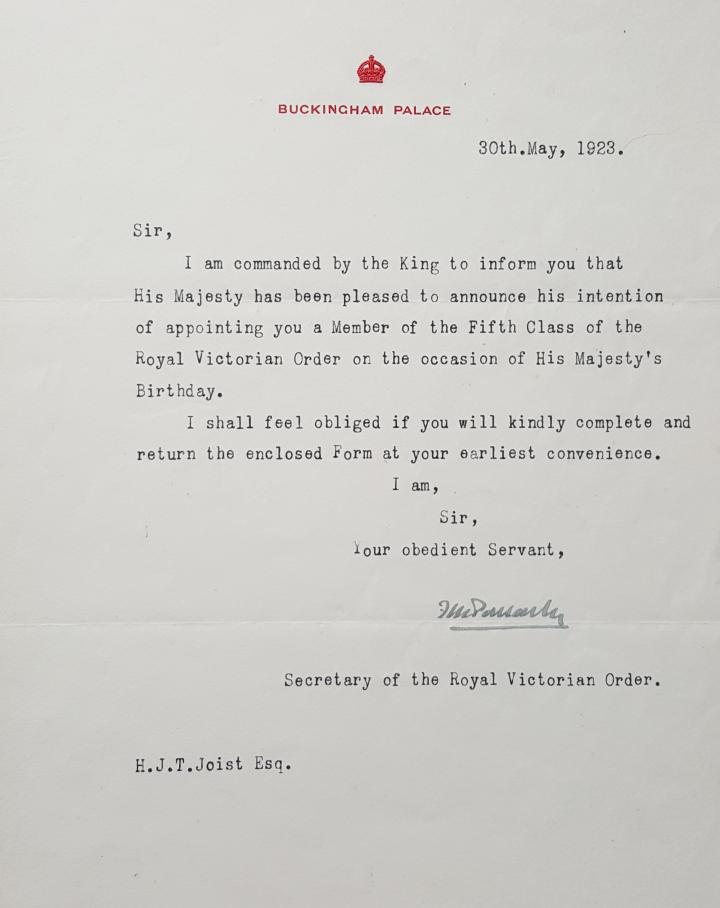 BUCKINGHAM PALACE
30th.May, 1923.
Sir,
I am commanded by the King to inform you that
His Majesty has been pleased to announce his intention
of appointing you a Member of the Fifth Class of the
Royal Victorian Order on the occasion of His Majesty's
Birthday.
I shall feel obliged if you will kindly complete and
return the enclosed Form at your earliest convenience.
I am,
Sir,
Your obedient Servant,
Secretary of the Royal Victorian Order.
H.J.T.Joist Esq.